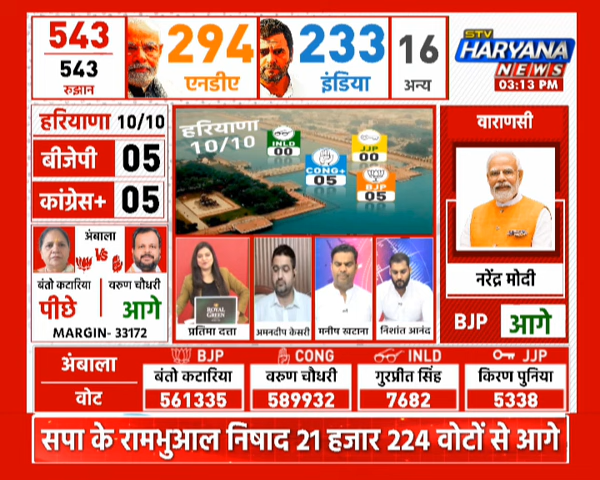 543
543
रुझान
294
एनडीए
233
इंडिया
16
अन्य
STV
HARYANA
NEWS
03:13 PM
हरियाणा 10/10
बीजेपी 05
कांग्रेस+ 05
हरियाणा
10/10
INLD
00
JJP
00
CONG+
05
BJP
05
वाराणसी
नरेंद्र मोदी
BJP आगे
अंबाला
VS
बंतो कटारिया वरुण चौधरी
पीछे आगे
MARGIN- 33172
ROYAL
GREEN
प्रतिमा दत्ता
अमनदीप केसरी
मनीष खटाना
निशांत आनंद
अंबाला BJP CONG INLD JJP
बंतो कटारिया वरुण चौधरी गुरप्रीत सिंह किरण पुनिया
वोट 561335 589932 7682 5338
सपा के रामभुआल निषाद 21 हजार 224 वोटों से आगे